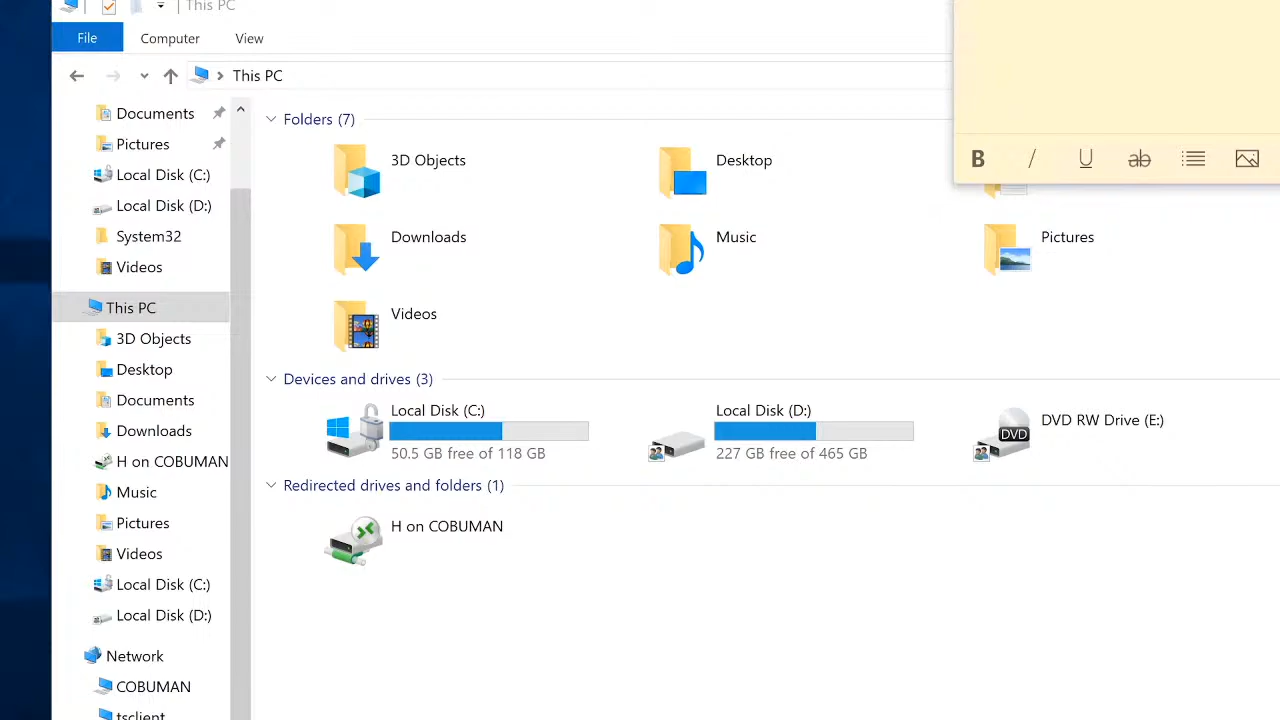 This PC
File Computer View
This PC
Documents
Pictures
Local Disk (C:)
Local Disk (D:)
System32
Videos
This PC
3D Objects
Desktop
Documents
Downloads
H on COBUMAN
Music
Pictures
Videos
Local Disk (C:)
Local Disk (D:)
Network
COBUMAN
tsclient
Folders (7)
3D Objects
Desktop
Downloads
Music
Pictures
Videos
Devices and drives (3)
Local Disk (C:)
50.5 GB free of 118 GB
Local Disk (D:)
227 GB free of 465 GB
DVD RW Drive (E:)
DVD
Redirected drives and folders (1)
H on COBUMAN
B / U ab